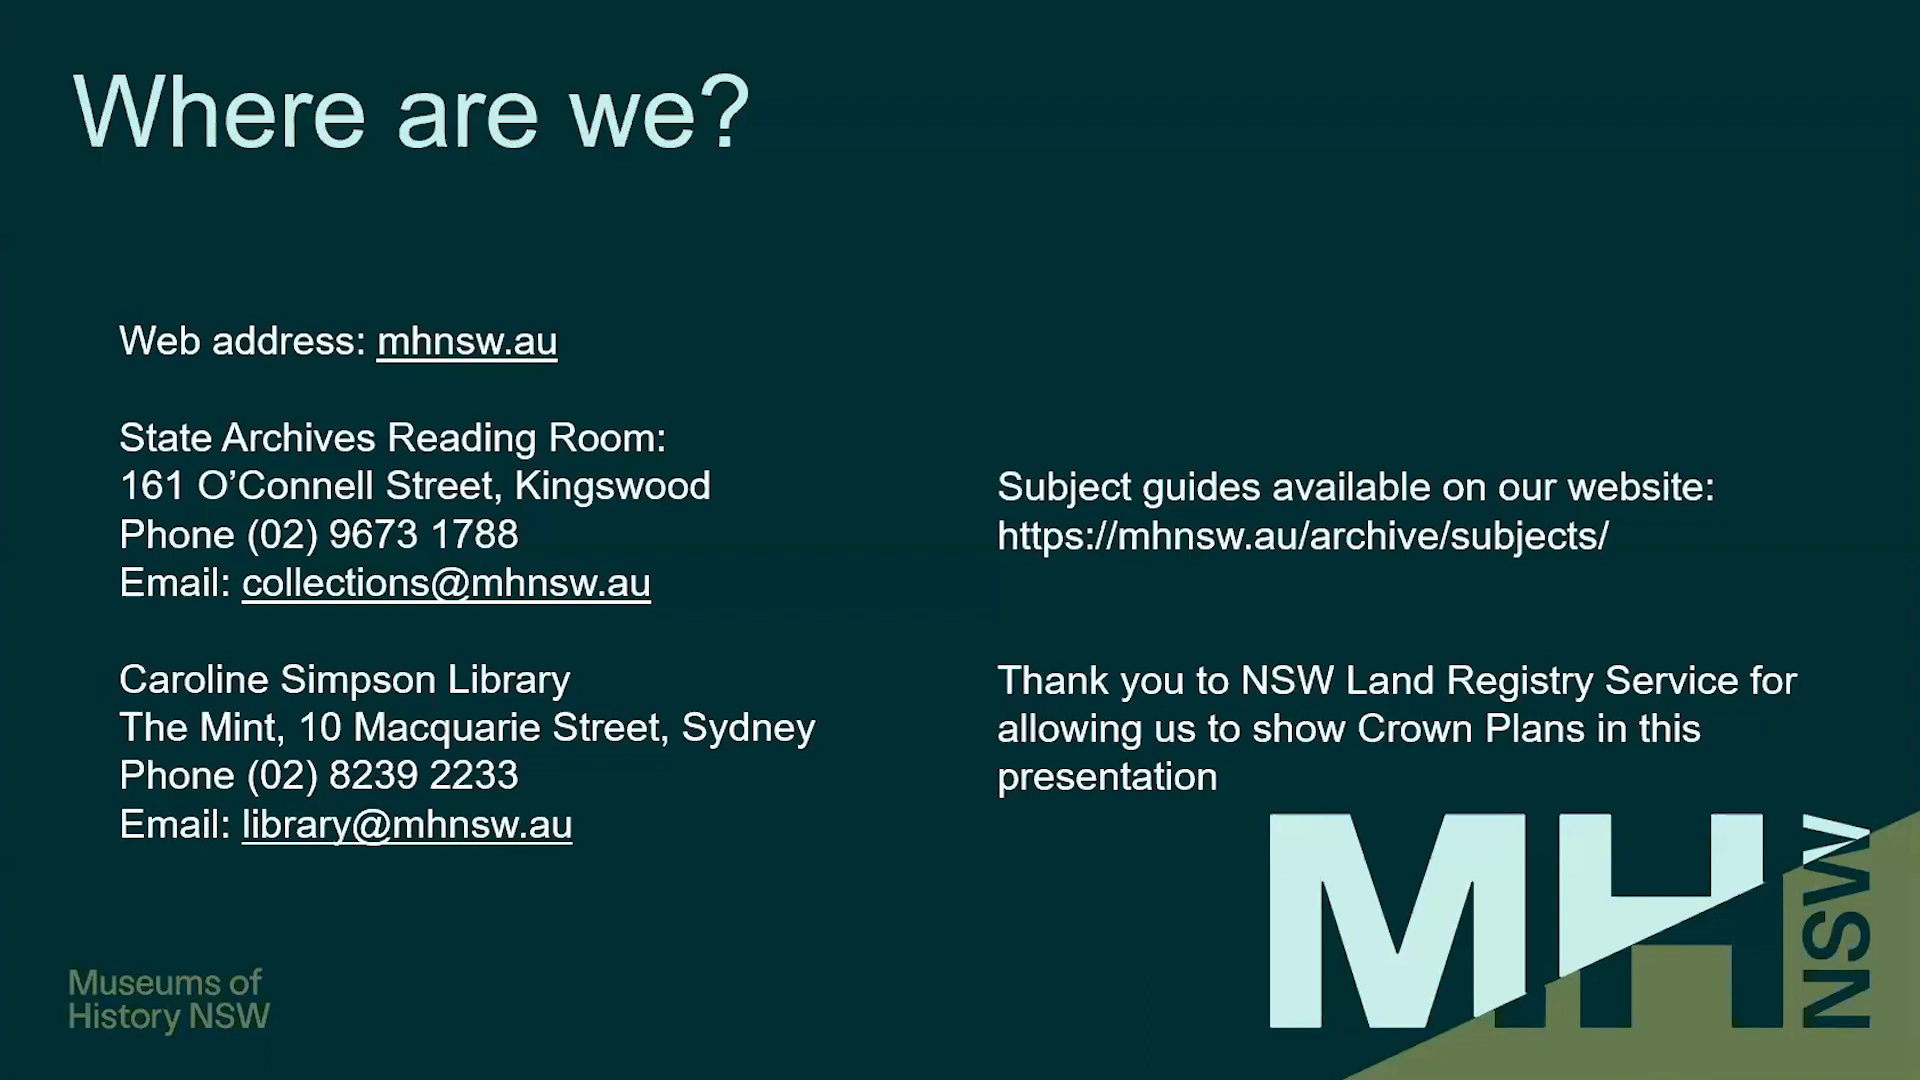 Where are we?
Web address: mhnsw.au
State Archives Reading Room:
161 O’Connell Street, Kingswood
Phone (02) 9673 1788
Email: collections@mhnsw.au
Caroline Simpson Library
The Mint, 10 Macquarie Street, Sydney
Phone (02) 8239 2233
Email: library@mhnsw.au
Subject guides available on our website:
https://mhnsw.au/archive/subjects/
Thank you to NSW Land Registry Service for
allowing us to show Crown Plans in this
presentation
Museums of
History NSW
MH
NSW